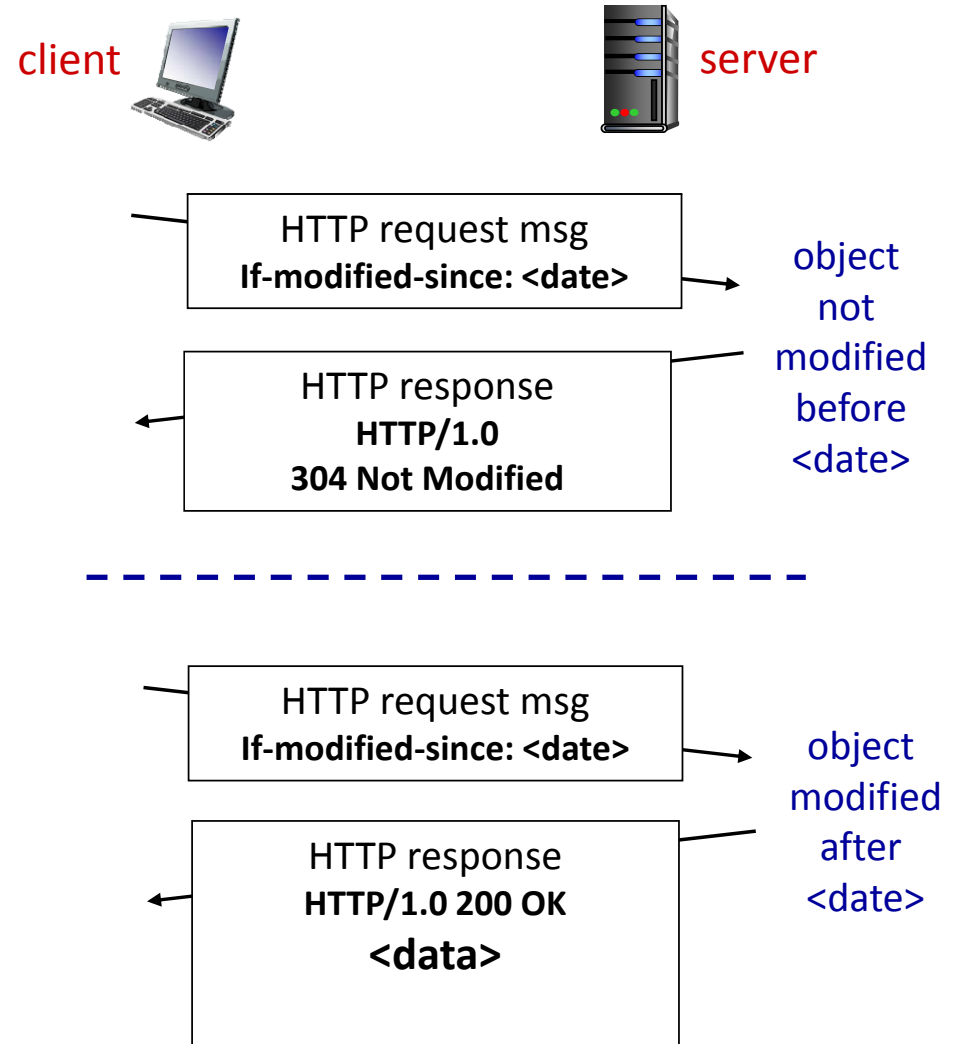 client
server
HTTP request msg
If-modified-since: <date>
object
not
modified
before
<date>
HTTP response
HTTP/1.0
304 Not Modified
HTTP request msg
If-modified-since: <date>
object
modified
after
<date>
HTTP response
HTTP/1.0 200 OK
<data>